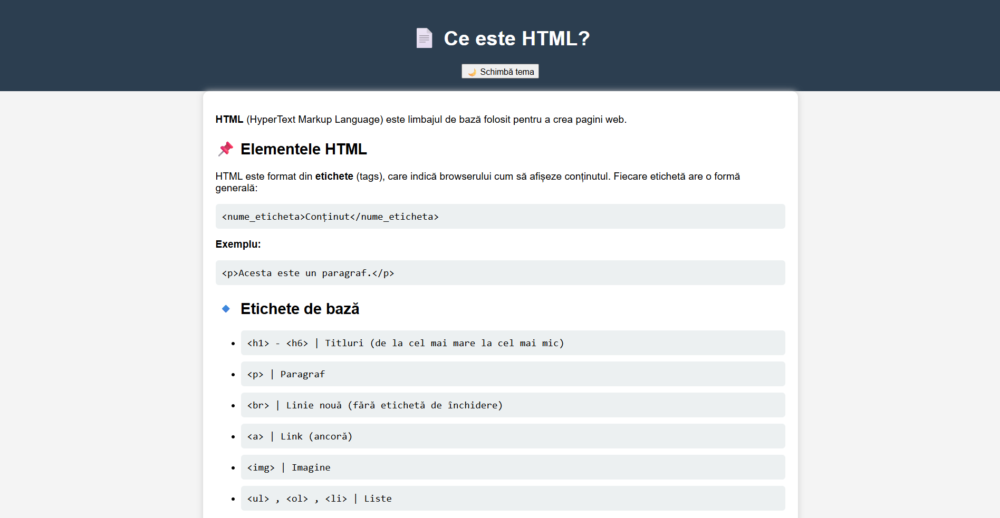 📄 Ce este HTML?
🌙 Schimbă tema
HTML (HyperText Markup Language) este limbajul de bază folosit pentru a crea pagini web.
📌 Elementele HTML
HTML este format din etichete (tags), care indică browserului cum să afișeze conținutul. Fiecare etichetă are o formă
generală:
<nume_eticheta>Conținut</nume_eticheta>
Exemplu:
<p>Acesta este un paragraf.</p>
🔹 Etichete de bază
• <h1> - <h6> | Titluri (de la cel mai mare la cel mai mic)
• <p> | Paragraf
• <br> | Linie nouă (fără etichetă de închidere)
• <a> | Link (ancoră)
• <img> | Imagine
• <ul> , <ol> , <li> | Liste